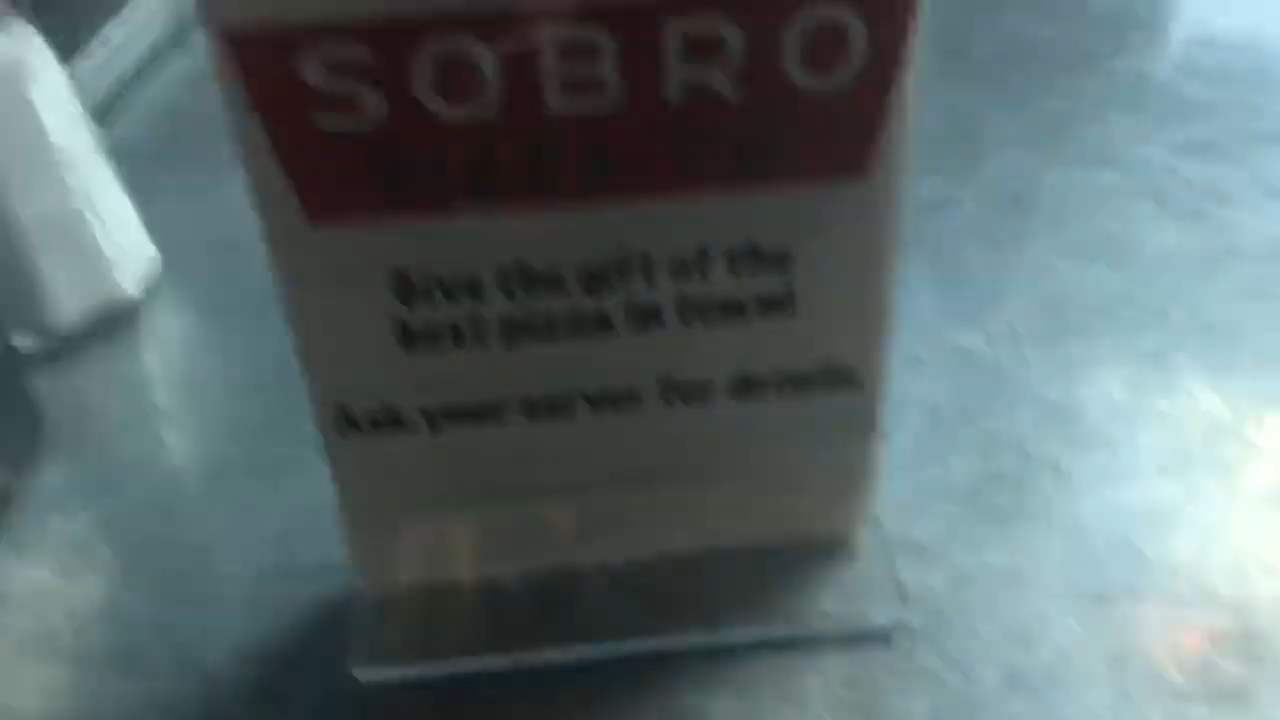 SOBRO
Give the gift of the
best pizza in town!
Ask your server for details.